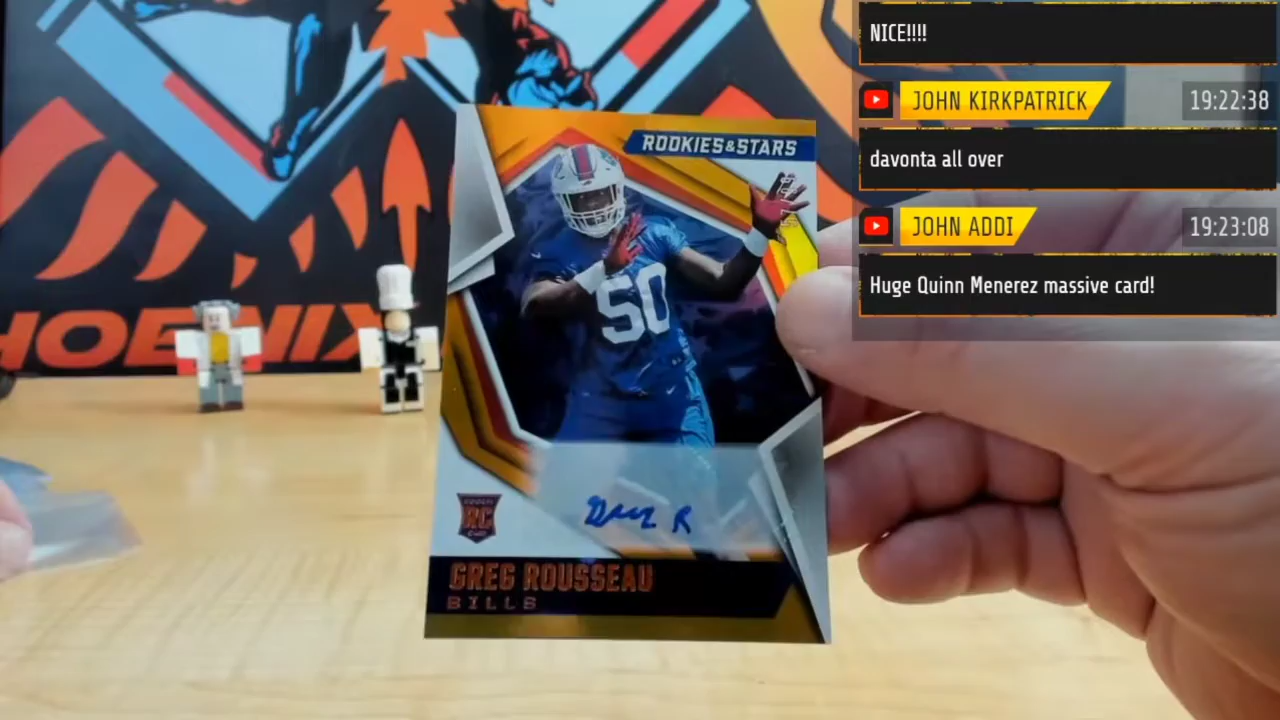 NICE!!!!
JOHN KIRKPATRICK 19:22:38
davonta all over
JOHN ADDI 19:23:08
Huge Quinn Menerez massive card!
ROOKIES&STARS
50
RC
GREG ROUSSEAU
BILLS
HOENIX